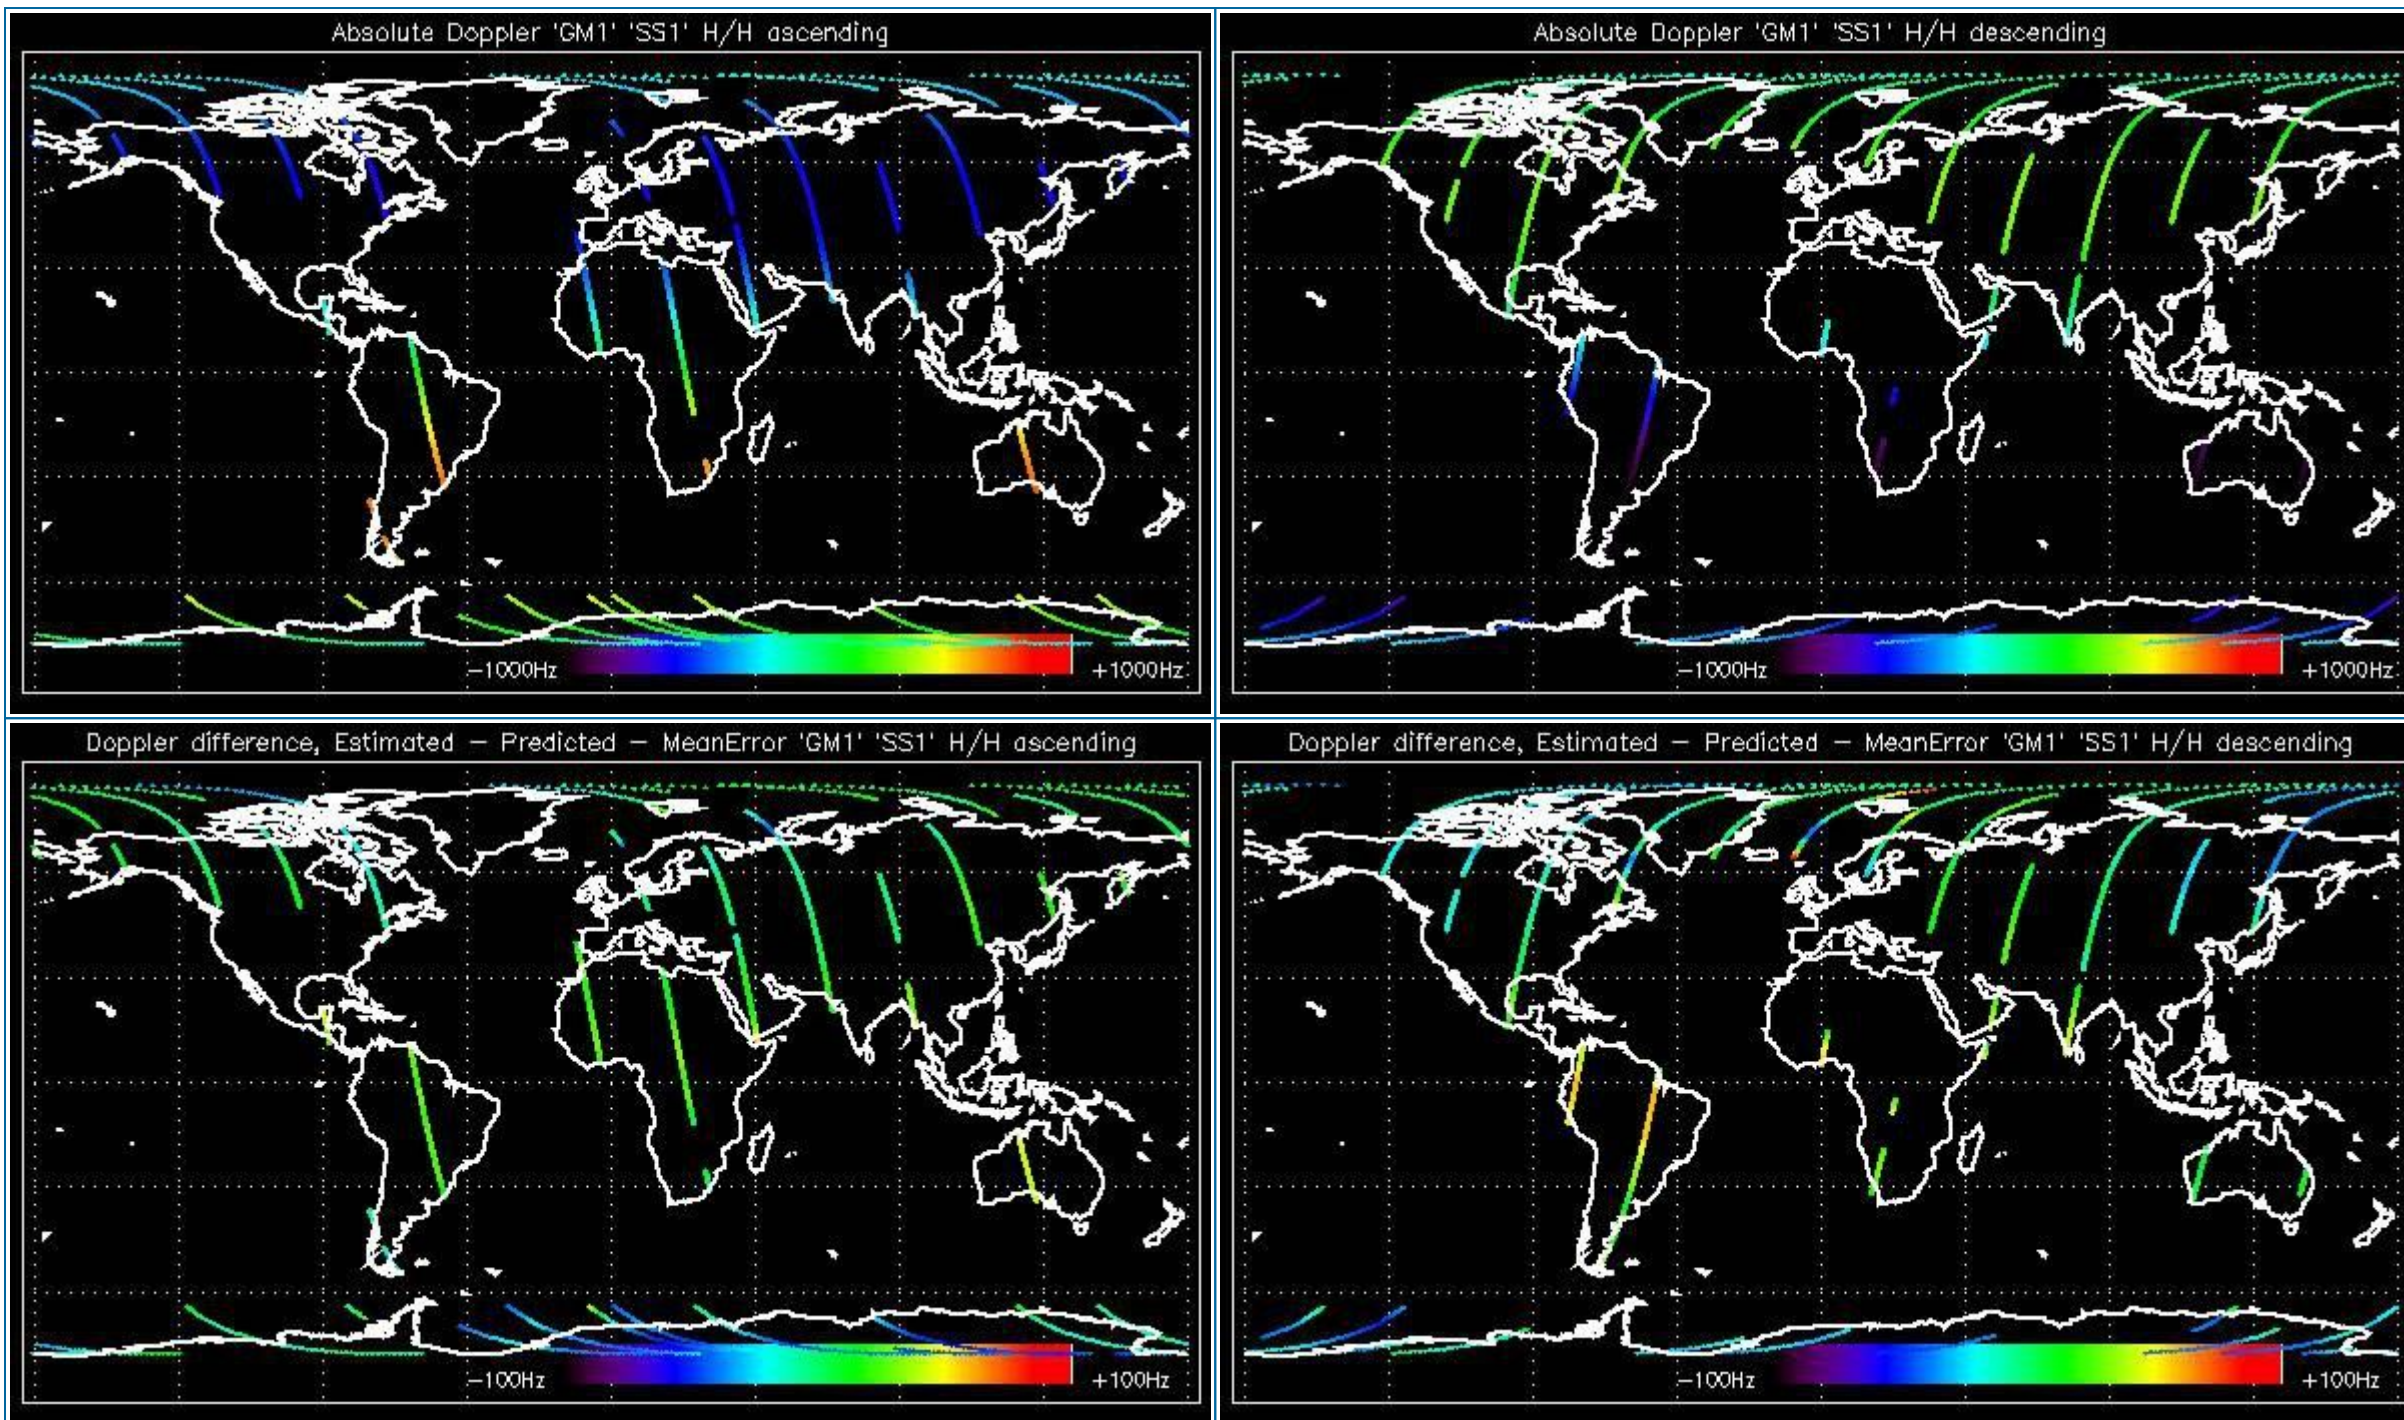 Absolute Doppler 'GM1' 'SS1' H/H ascending
-1000Hz
+1000Hz
Absolute Doppler 'GM1' 'SS1' H/H descending
-1000Hz
+1000Hz
Doppler difference, Estimated - Predicted - MeanError 'GM1' 'SS1' H/H ascending
-100Hz
+100Hz
Doppler difference, Estimated - Predicted - MeanError 'GM1' 'SS1' H/H descending
-100Hz
+100Hz